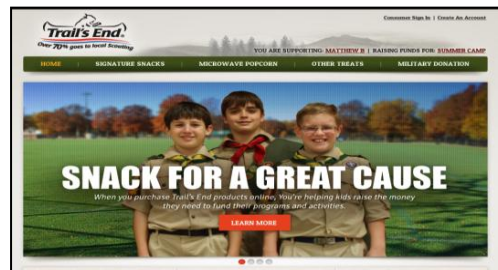 Consumer Sign In | Create An Account
Trail's End
Over 70% goes to local Scouting
YOU ARE SUPPORTING: MATTHEW B | RAISING FUNDS FOR: SUMMER CAMP
HOME SIGNATURE SNACKS MICROWAVE POPCORN OTHER TREATS MILITARY DONATION
SNACK FOR A GREAT CAUSE
When you purchase Trail's End products online, You're helping kids raise the money
they need to fund their programs and activities.
LEARN MORE